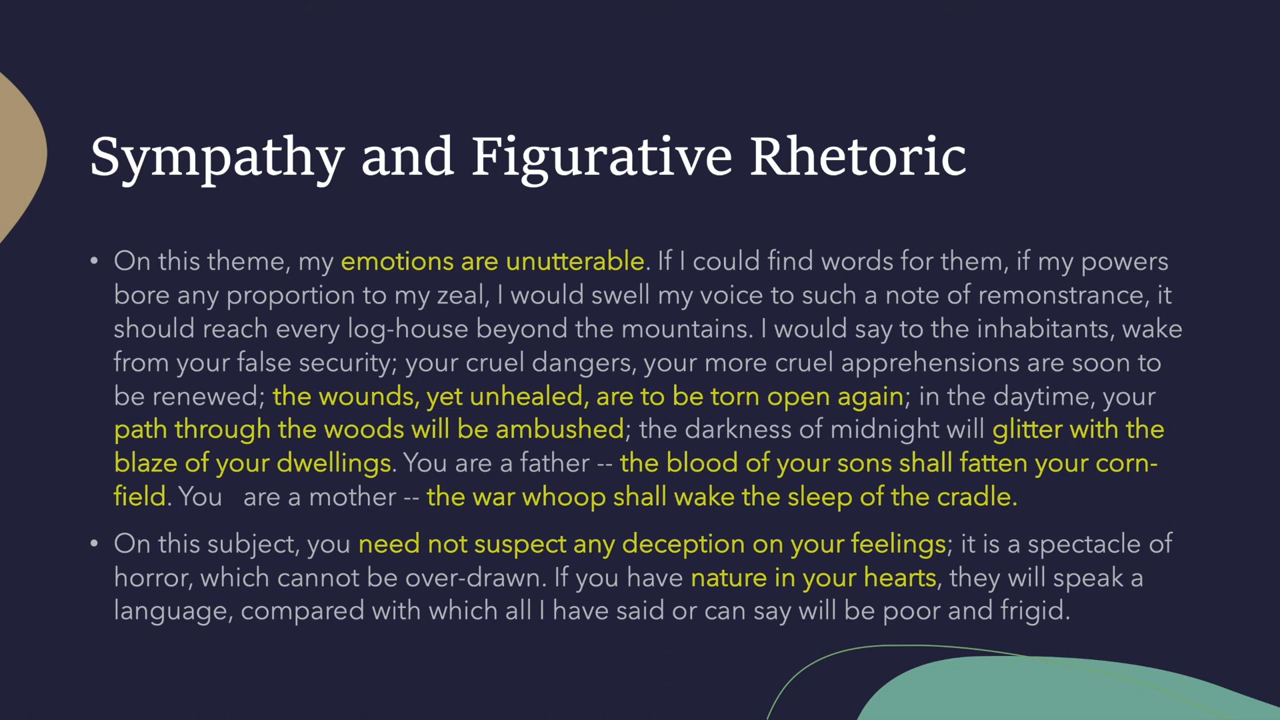 Sympathy and Figurative Rhetoric
• On this theme, my emotions are unutterable. If I could find words for them, if my powers
bore any proportion to my zeal, I would swell my voice to such a note of remonstrance, it
should reach every log-house beyond the mountains. I would say to the inhabitants, wake
from your false security; your cruel dangers, your more cruel apprehensions are soon to
be renewed; the wounds, yet unhealed, are to be torn open again; in the daytime, your
path through the woods will be ambushed; the darkness of midnight will glitter with the
blaze of your dwellings. You are a father -- the blood of your sons shall fatten your corn-
field. You   are a mother -- the war whoop shall wake the sleep of the cradle.
• On this subject, you need not suspect any deception on your feelings; it is a spectacle of
horror, which cannot be over-drawn. If you have nature in your hearts, they will speak a
language, compared with which all I have said or can say will be poor and frigid.